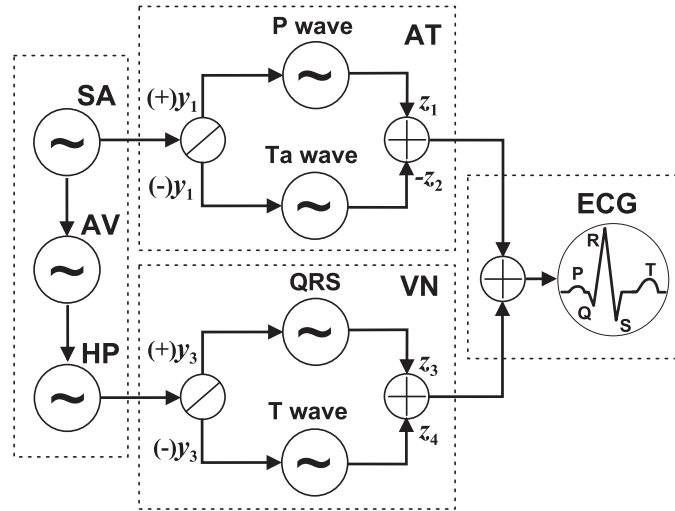 P wave
AT
SA
(+)y₁
z₁
Ta wave
(-)y₁
-z₂
ECG
AV
R
P
T
Q
S
QRS
VN
HP
(+)y₃
z₃
T wave
(-)y₃
z₄